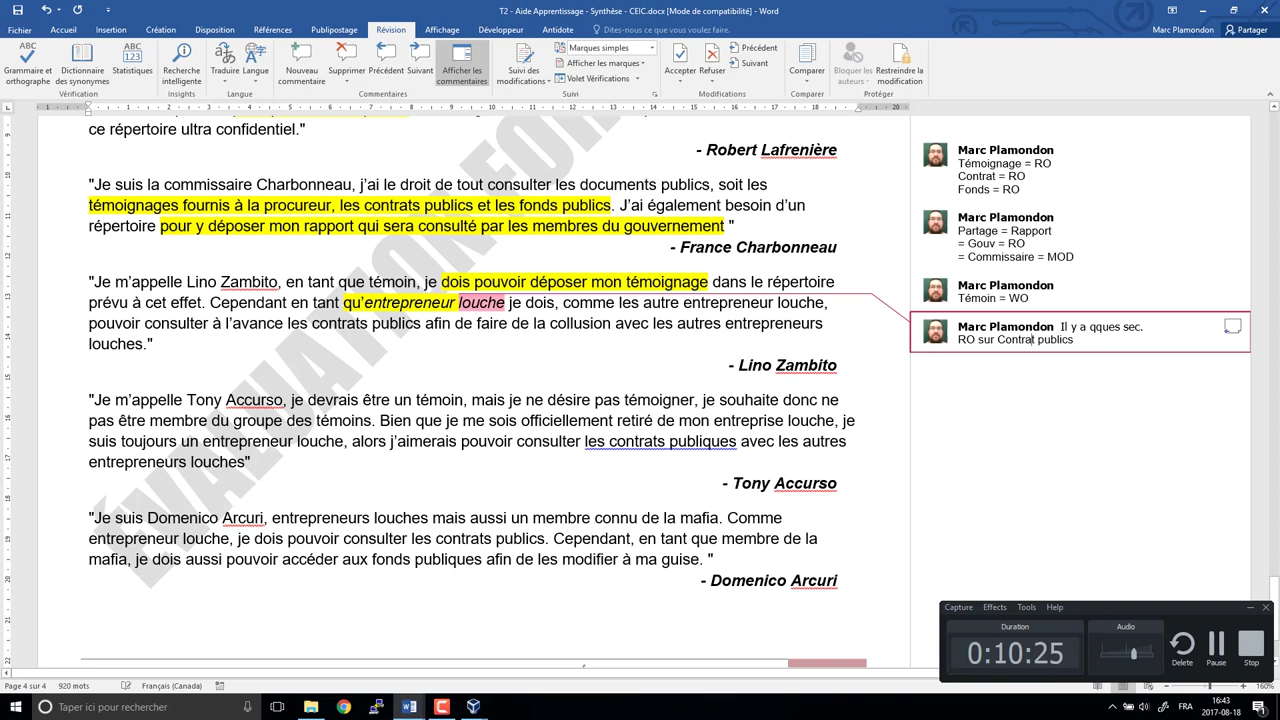 T2 - Aide Apprentissage - Synthèse - CEIC.docx [Mode de compatibilité] - Word
Fichier Accueil Insertion Création Disposition Références Publipostage Révision Affichage Développeur Antidote Dites-nous ce que vous voulez faire. Marc Plamondon Partager
Marques simples
Afficher les marques
Volet Vérifications
Précédent
Suivant
Grammaire et orthographe
Dictionnaire des synonymes
Statistiques
Recherche intelligente
Traduire
Langue
Nouveau commentaire
Supprimer
Précédent
Suivant
Afficher les commentaires
Suivi des modifications
Accepter
Refuser
Comparer
Bloquer les auteurs
Restreindre la modification
Vérification Insights Langue Commentaires Suivi Modifications Comparer Protéger
ce répertoire ultra confidentiel."
- Robert Lafrenière
"Je suis la commissaire Charbonneau, j’ai le droit de tout consulter les documents publics, soit les
témoignages fournis à la procureur, les contrats publics et les fonds publics. J’ai également besoin d’un
répertoire pour y déposer mon rapport qui sera consulté par les membres du gouvernement "
- France Charbonneau
"Je m’appelle Lino Zambito, en tant que témoin, je dois pouvoir déposer mon témoignage dans le répertoire
prévu à cet effet. Cependant en tant qu’entrepreneur louche je dois, comme les autre entrepreneur louche,
pouvoir consulter à l’avance les contrats publics afin de faire de la collusion avec les autres entrepreneurs
louches."
- Lino Zambito
"Je m’appelle Tony Accurso, je devrais être un témoin, mais je ne désire pas témoigner, je souhaite donc ne
pas être membre du groupe des témoins. Bien que je me sois officiellement retiré de mon entreprise louche, je
suis toujours un entrepreneur louche, alors j’aimerais pouvoir consulter les contrats publiques avec les autres
entrepreneurs louches"
- Tony Accurso
"Je suis Domenico Arcuri, entrepreneurs louches mais aussi un membre connu de la mafia. Comme
entrepreneur louche, je dois pouvoir consulter les contrats publics. Cependant, en tant que membre de la
mafia, je dois aussi pouvoir accéder aux fonds publiques afin de les modifier à ma guise. "
- Domenico Arcuri
ÉVALUATION FOR
Marc Plamondon
Témoignage = RO
Contrat = RO
Fonds = RO
Marc Plamondon
Partage = Rapport
= Gouv = RO
= Commissaire = MOD
Marc Plamondon
Témoin = WO
Marc Plamondon Il y a qques sec.
RO sur Contrat publics
Capture Effects Tools Help
Duration
0:10:25
Audio
Delete Pause Stop
Page 4 sur 4 920 mots Français (Canada) 160%
Taper ici pour rechercher
FR
16:43
2017-08-18